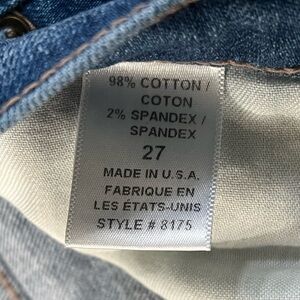 98% COTTON /
COTON
2% SPANDEX /
SPANDEX
27
MADE IN U.S.A.
FABRIQUE EN
LES ÉTATS-UNIS
STYLE # 8175